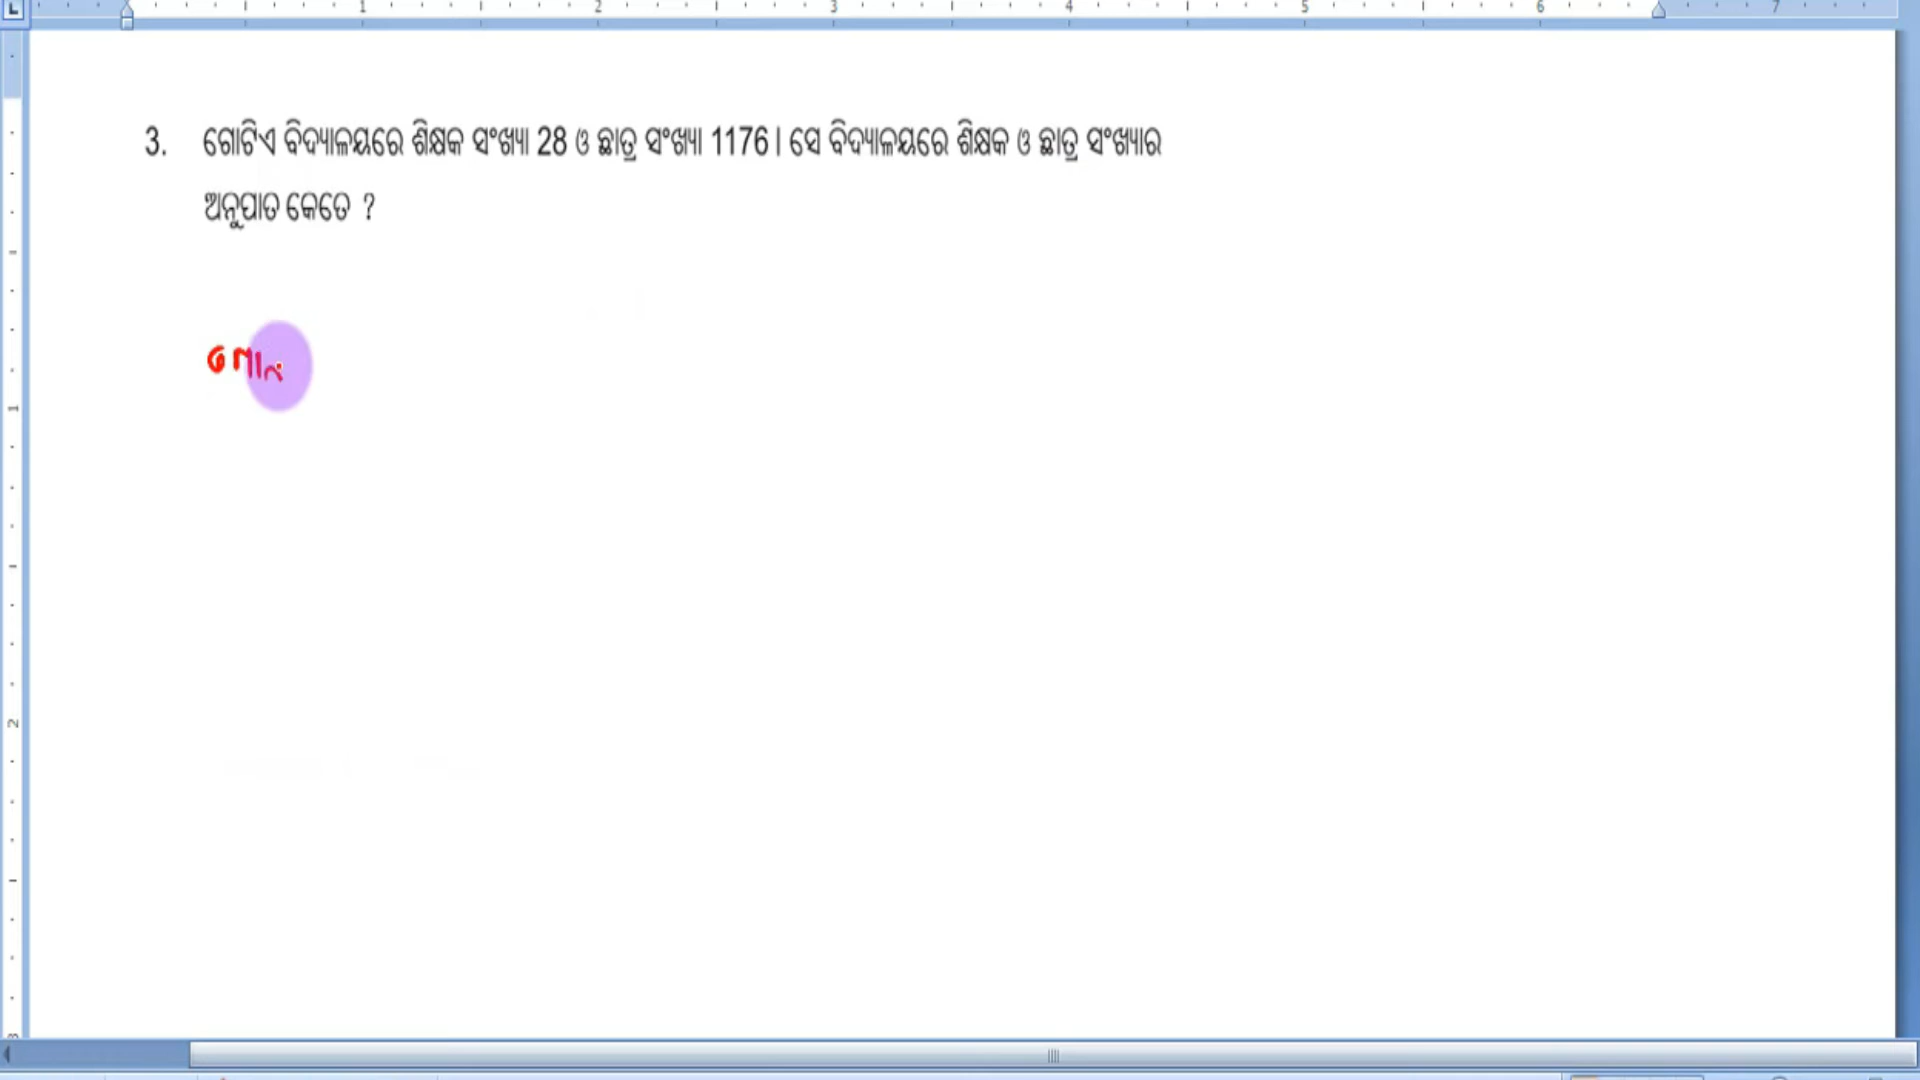 3. ଗୋଟିଏ ବିଦ୍ୟାଳୟରେ ଶିକ୍ଷକ ସଂଖ୍ୟା 28 ଓ ଛାତ୍ର ସଂଖ୍ୟା 1176 । ସେ ବିଦ୍ୟାଳୟରେ ଶିକ୍ଷକ ଓ ଛାତ୍ର ସଂଖ୍ୟାର
ଅନୁପାତ କେତେ ?